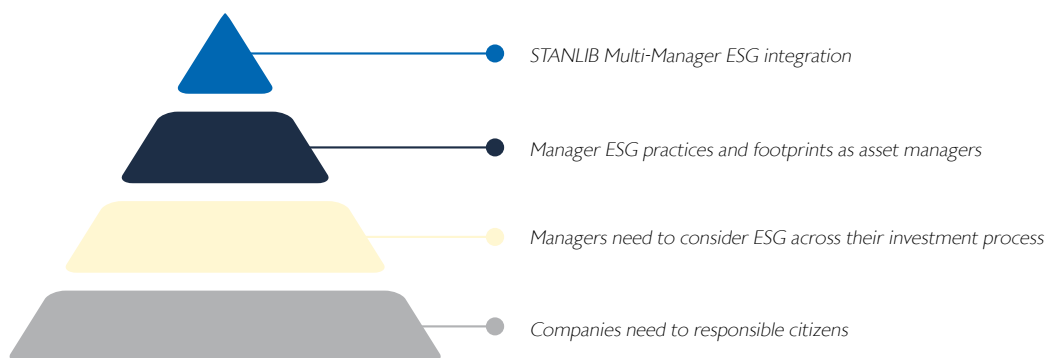 STANLIB Multi-Manager ESG integration
Manager ESG practices and footprints as asset managers
Managers need to consider ESG across their investment process
Companies need to responsible citizens